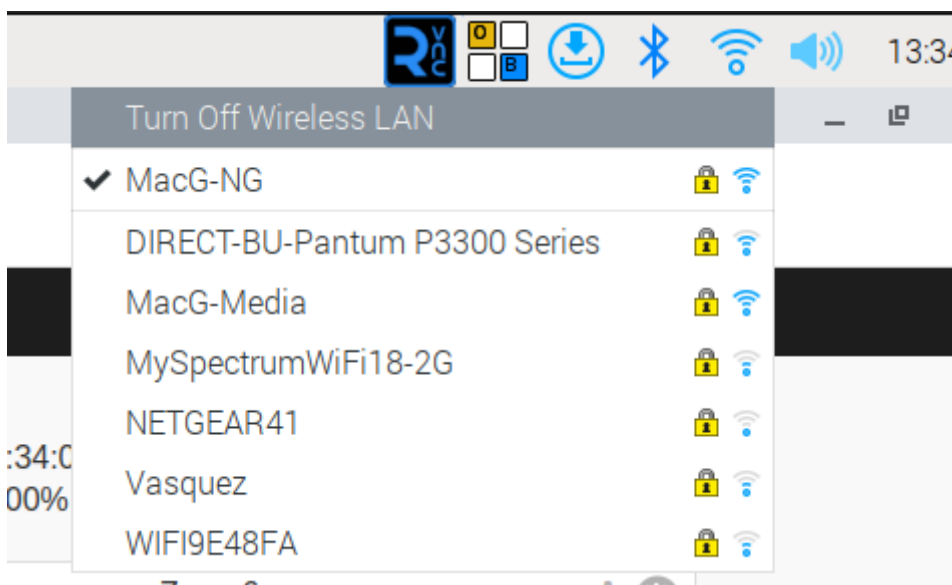 VNC
O
B
13:34
Turn Off Wireless LAN
MacG-NG
DIRECT-BU-Pantum P3300 Series
MacG-Media
MySpectrumWiFi18-2G
NETGEAR41
:34:0
Vasquez
00%
WIFI9E48FA